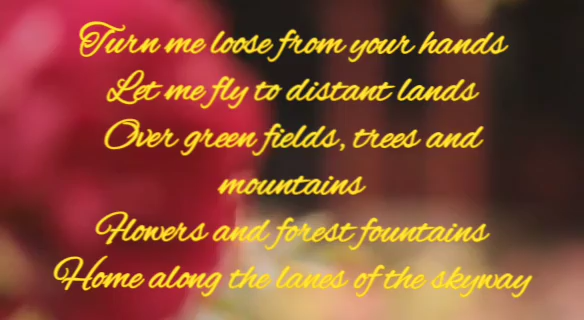 Turn me loose from your hands
Let me fly to distant lands
Over green fields, trees and
mountains
Flowers and forest fountains
Home along the lanes of the skyway